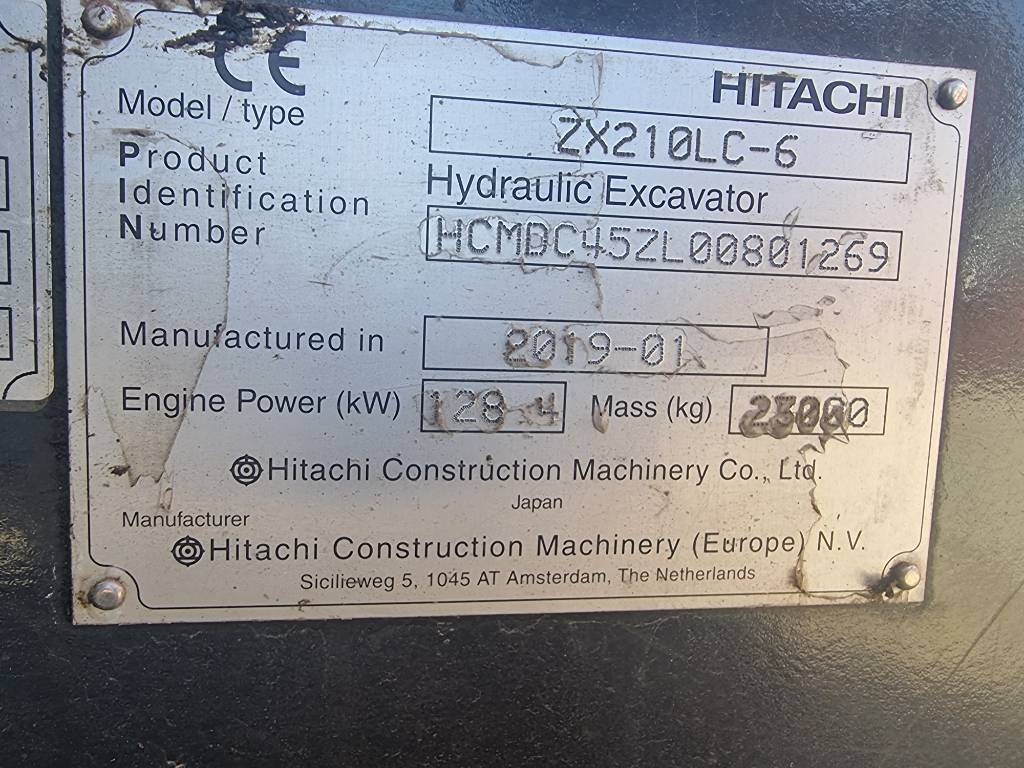 CE
HITACHI
Model / type
ZX210LC-6
Product
Identification
Number
Hydraulic Excavator
HCMDC45ZL00801269
Manufactured in 2019-01
Engine Power (kW) 128.4 Mass (kg) 23000
Hitachi Construction Machinery Co., Ltd.
Japan
Manufacturer
Hitachi Construction Machinery (Europe) N.V.
Sicilieweg 5, 1045 AT Amsterdam, The Netherlands